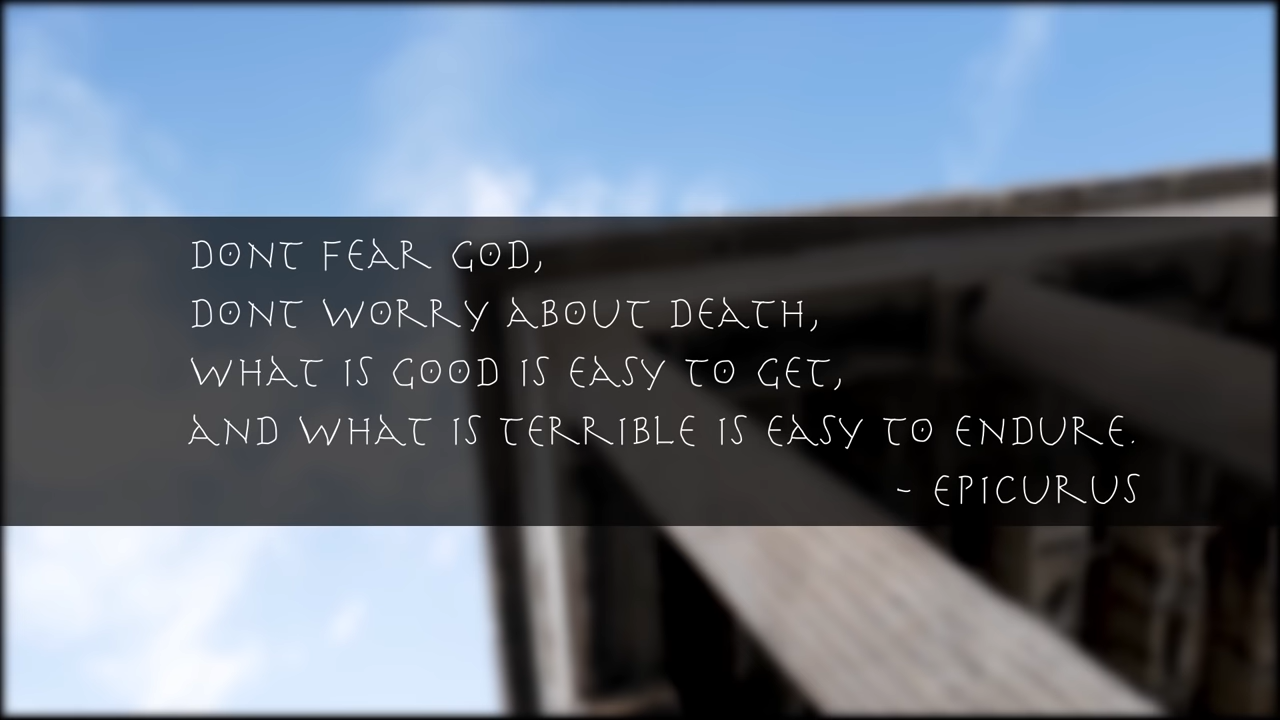 DONT FEAR GOD,
DONT WORRY ABOUT DEATH,
WHAT IS GOOD IS EASY TO GET,
AND WHAT IS TERRIBLE IS EASY TO ENDURE.
- EPICURUS